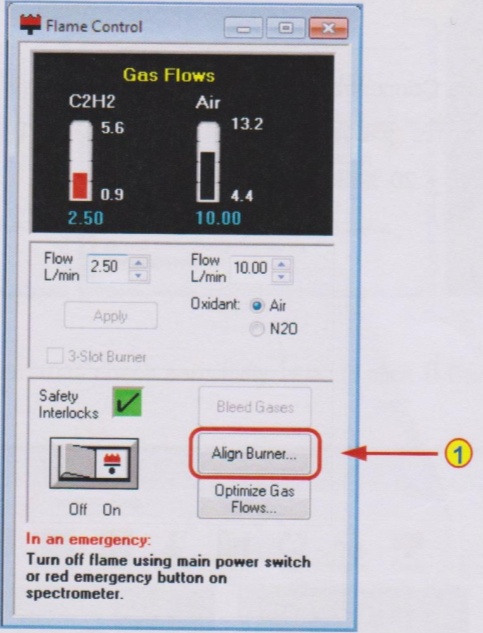 Flame Control
Gas Flows
C2H2 Air
5.6 13.2
0.9 4.4
2.50 10.00
Flow L/min 2.50 Flow L/min 10.00
Apply Oxidant: Air
N2O
3-Slot Burner
Safety Interlocks Bleed Gases
Align Burner... 1
Off On Optimize Gas Flows...
In an emergency:
Turn off flame using main power switch
or red emergency button on
spectrometer.